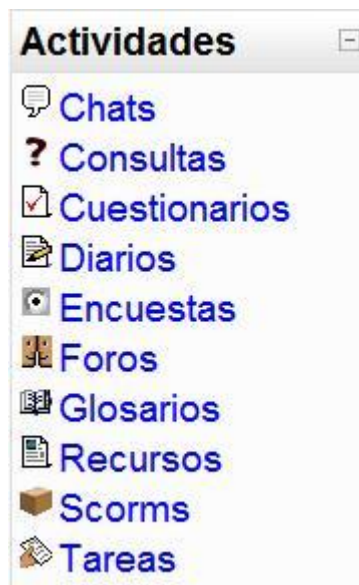 Actividades
Chats
Consultas
Cuestionarios
Diarios
Encuestas
Foros
Glosarios
Recursos
Scorms
Tareas